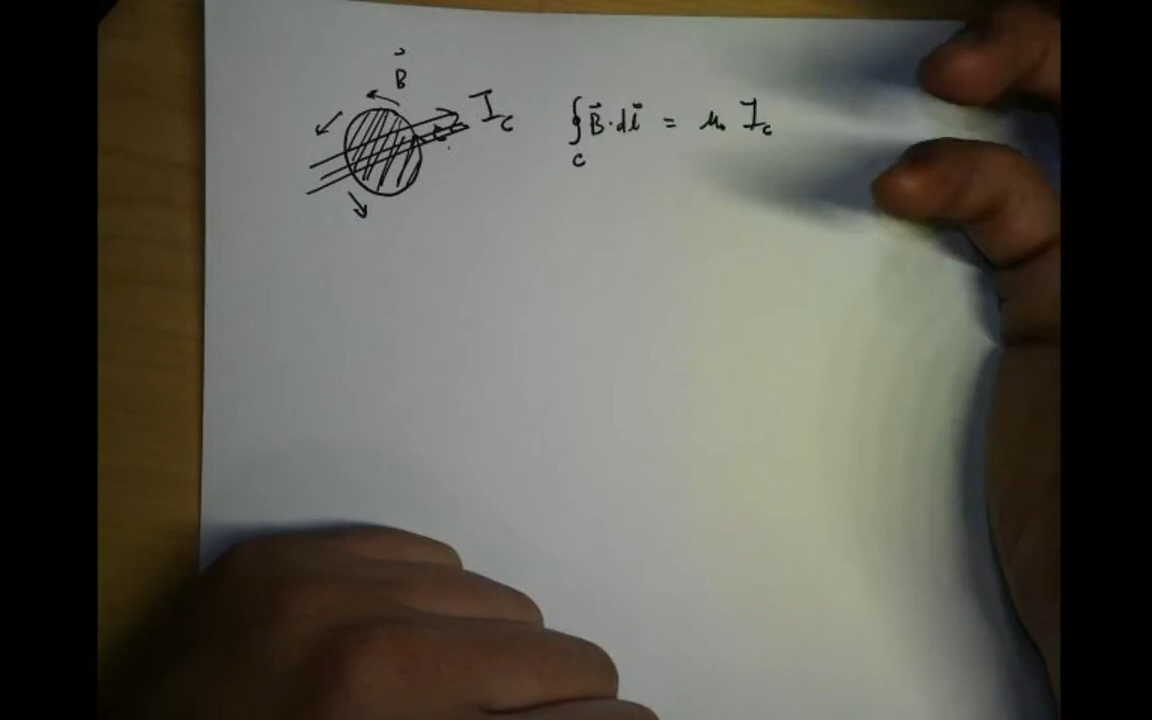 B⃗
I_c ∮_c B⃗·dl⃗ = μ₀ I_c